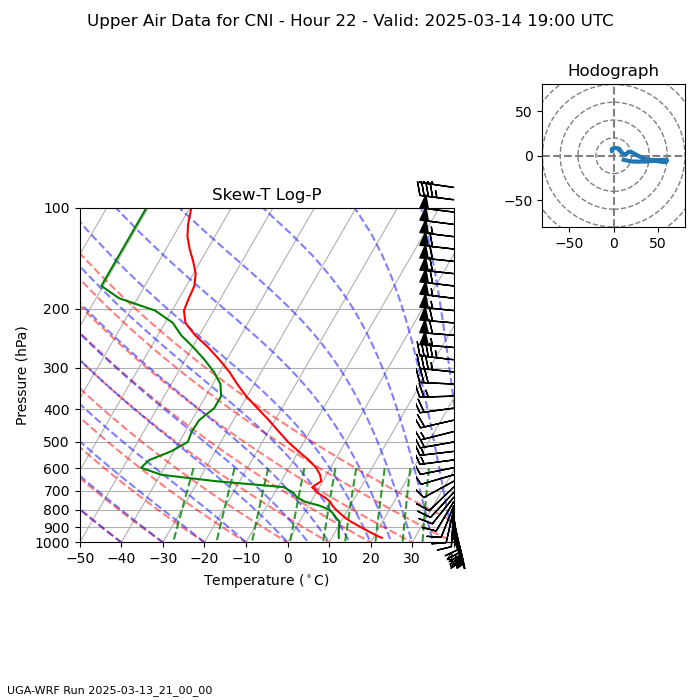 Upper Air Data for CNI - Hour 22 - Valid: 2025-03-14 19:00 UTC
Hodograph
50
0
−50
−50 0 50
Skew-T Log-P
100
200
300
400
500
600
700
800
900
1000
Pressure (hPa)
−50 −40 −30 −20 −10 0 10 20 30
Temperature (°C)
UGA-WRF Run 2025-03-13_21_00_00